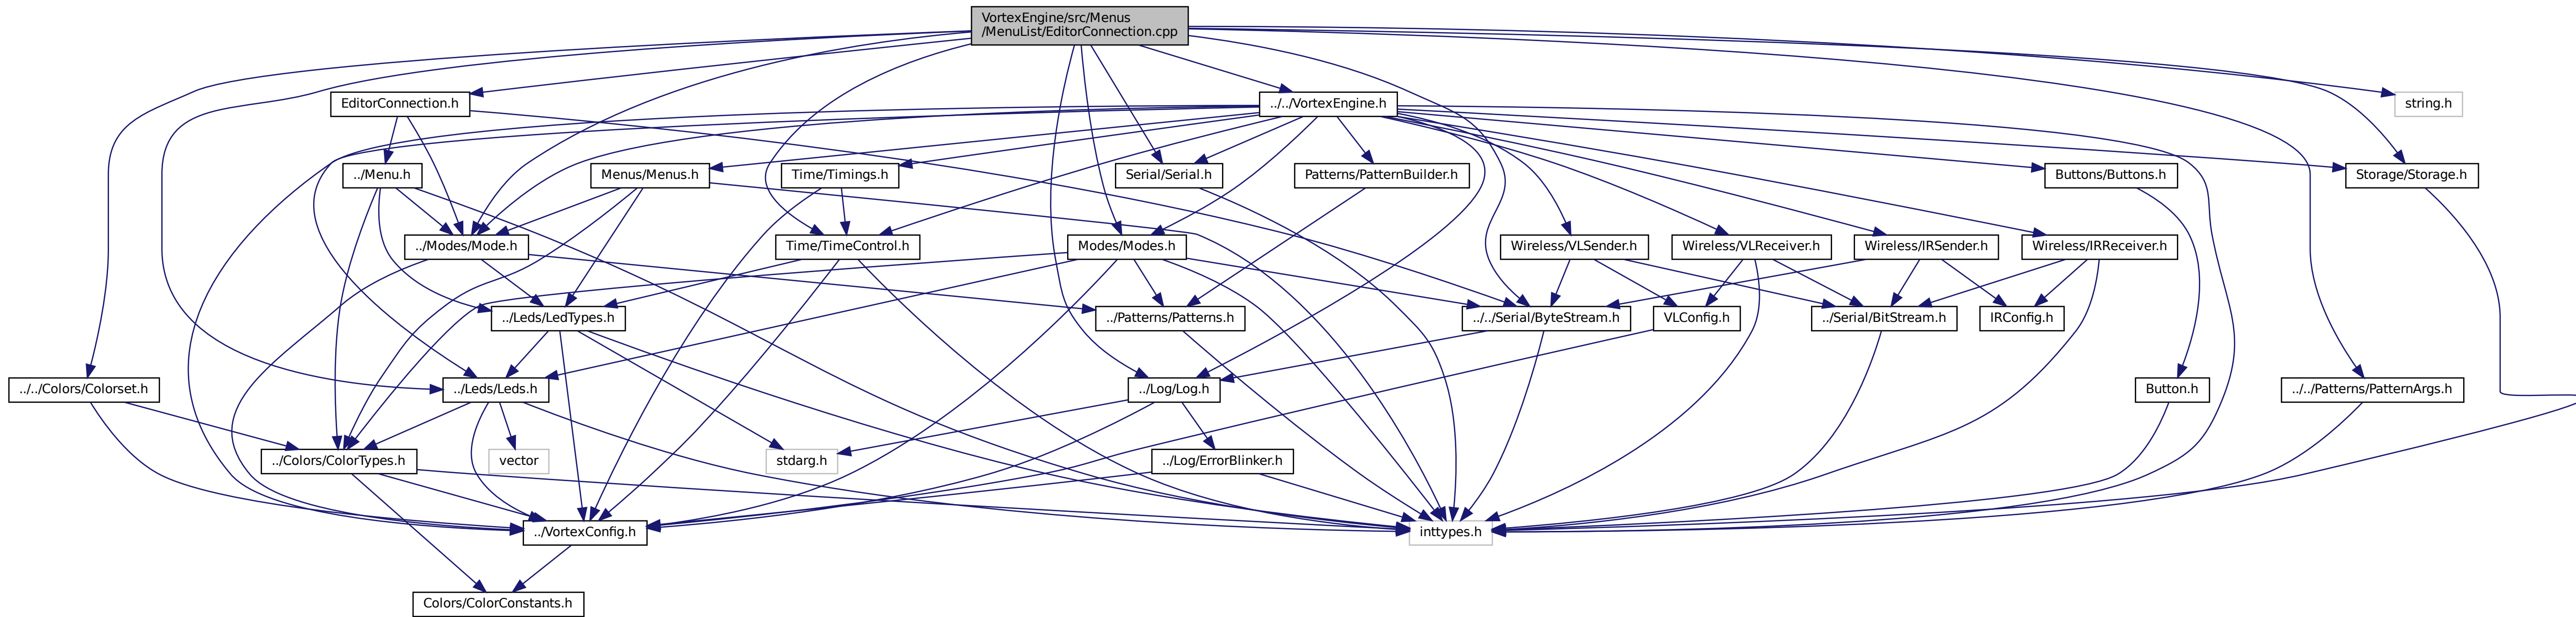 VortexEngine/src/Menus
/MenuList/EditorConnection.cpp
EditorConnection.h
../../VortexEngine.h
string.h
../Menu.h
Menus/Menus.h
Time/Timings.h
Serial/Serial.h
Patterns/PatternBuilder.h
Buttons/Buttons.h
Storage/Storage.h
../Modes/Mode.h
Time/TimeControl.h
Modes/Modes.h
Wireless/VLSender.h
Wireless/VLReceiver.h
Wireless/IRSender.h
Wireless/IRReceiver.h
../Leds/LedTypes.h
../Patterns/Patterns.h
../../Serial/ByteStream.h
VLConfig.h
../Serial/BitStream.h
IRConfig.h
../../Colors/Colorset.h
../Leds/Leds.h
../Log/Log.h
Button.h
../../Patterns/PatternArgs.h
../Colors/ColorTypes.h
vector
stdarg.h
../Log/ErrorBlinker.h
../VortexConfig.h
inttypes.h
Colors/ColorConstants.h